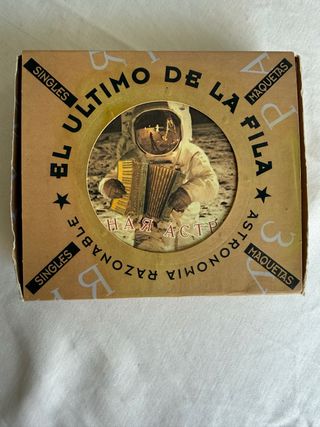 SINGLES
MAQUETAS
EL ULTIMO DE LA FILA
НАЯ АСТР
★ ASTRONOMIA RAZONABLE ★
SINGLES
MAQUETAS